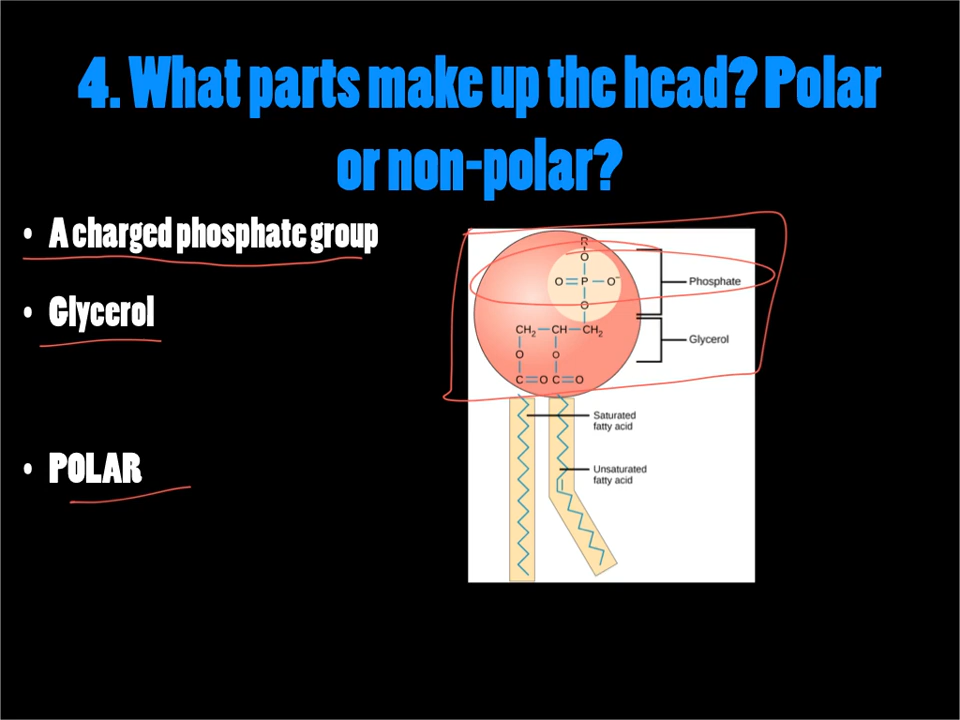 4. What parts make up the head? Polar
or non-polar?
• A charged phosphate group
• Glycerol
• POLAR
R
O
O=P—O⁻
O
Phosphate
CH₂—CH—CH₂
Glycerol
O O
C=O C=O
Saturated
fatty acid
Unsaturated
fatty acid